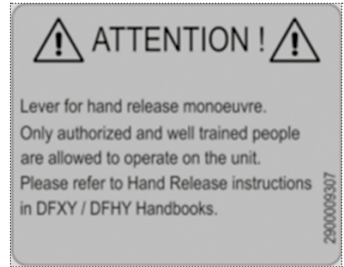 ATTENTION !
Lever for hand release monoeuvre.
Only authorized and well trained people
are allowed to operate on the unit.
Please refer to Hand Release instructions
in DFXY / DFHY Handbooks.
2900009307